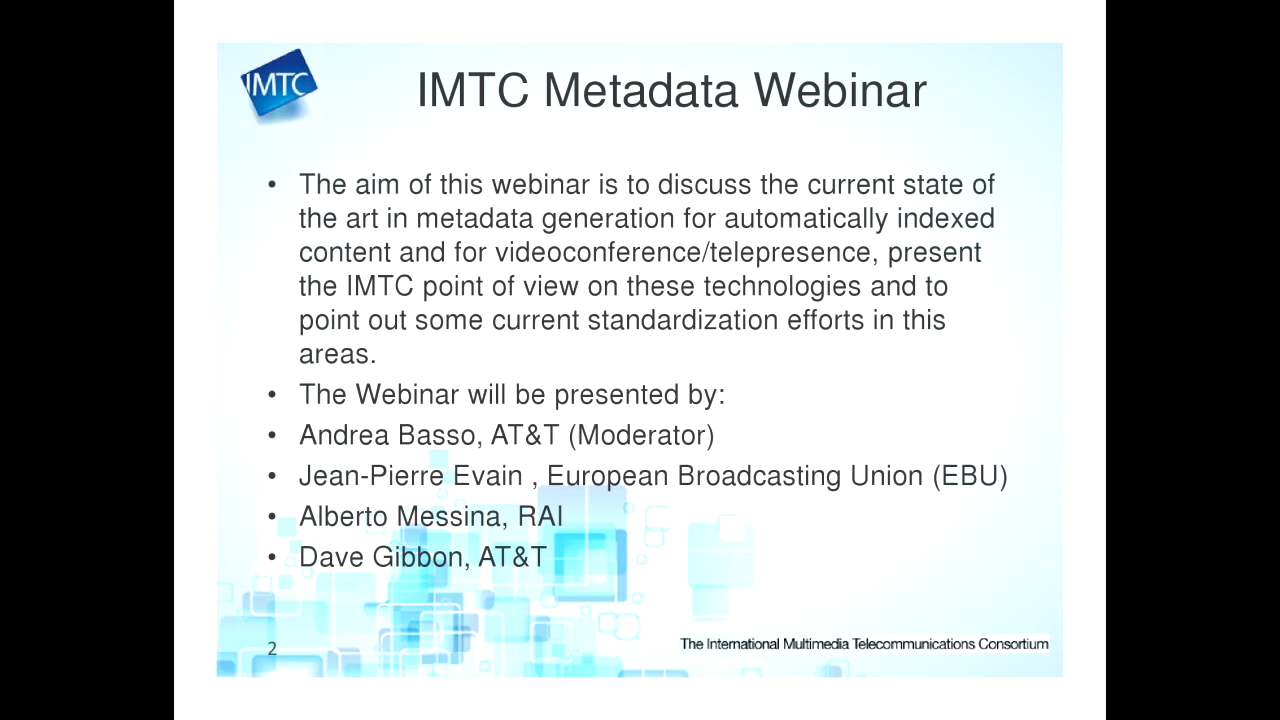 IMTC
IMTC Metadata Webinar
• The aim of this webinar is to discuss the current state of
the art in metadata generation for automatically indexed
content and for videoconference/telepresence, present
the IMTC point of view on these technologies and to
point out some current standardization efforts in this
areas.
• The Webinar will be presented by:
• Andrea Basso, AT&T (Moderator)
• Jean-Pierre Evain , European Broadcasting Union (EBU)
• Alberto Messina, RAI
• Dave Gibbon, AT&T
2
The International Multimedia Telecommunications Consortium